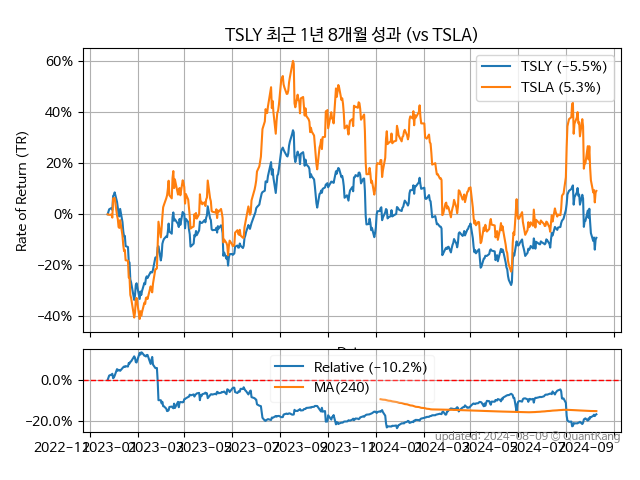 TSLY 최근 1년 8개월 성과 (vs TSLA)
TSLY (−5.5%)
TSLA (5.3%)
Rate of Return (TR)
60%
40%
20%
0%
−20%
−40%
Relative (−10.2%)
MA(240)
0.0%
−20.0%
2022−12
2023−01
2023−03
2023−05
2023−07
2023−09
2023−11
2024−01
2024−03
2024−05
2024−07
2024−09
updated: 2024−08−09 © QuantKang